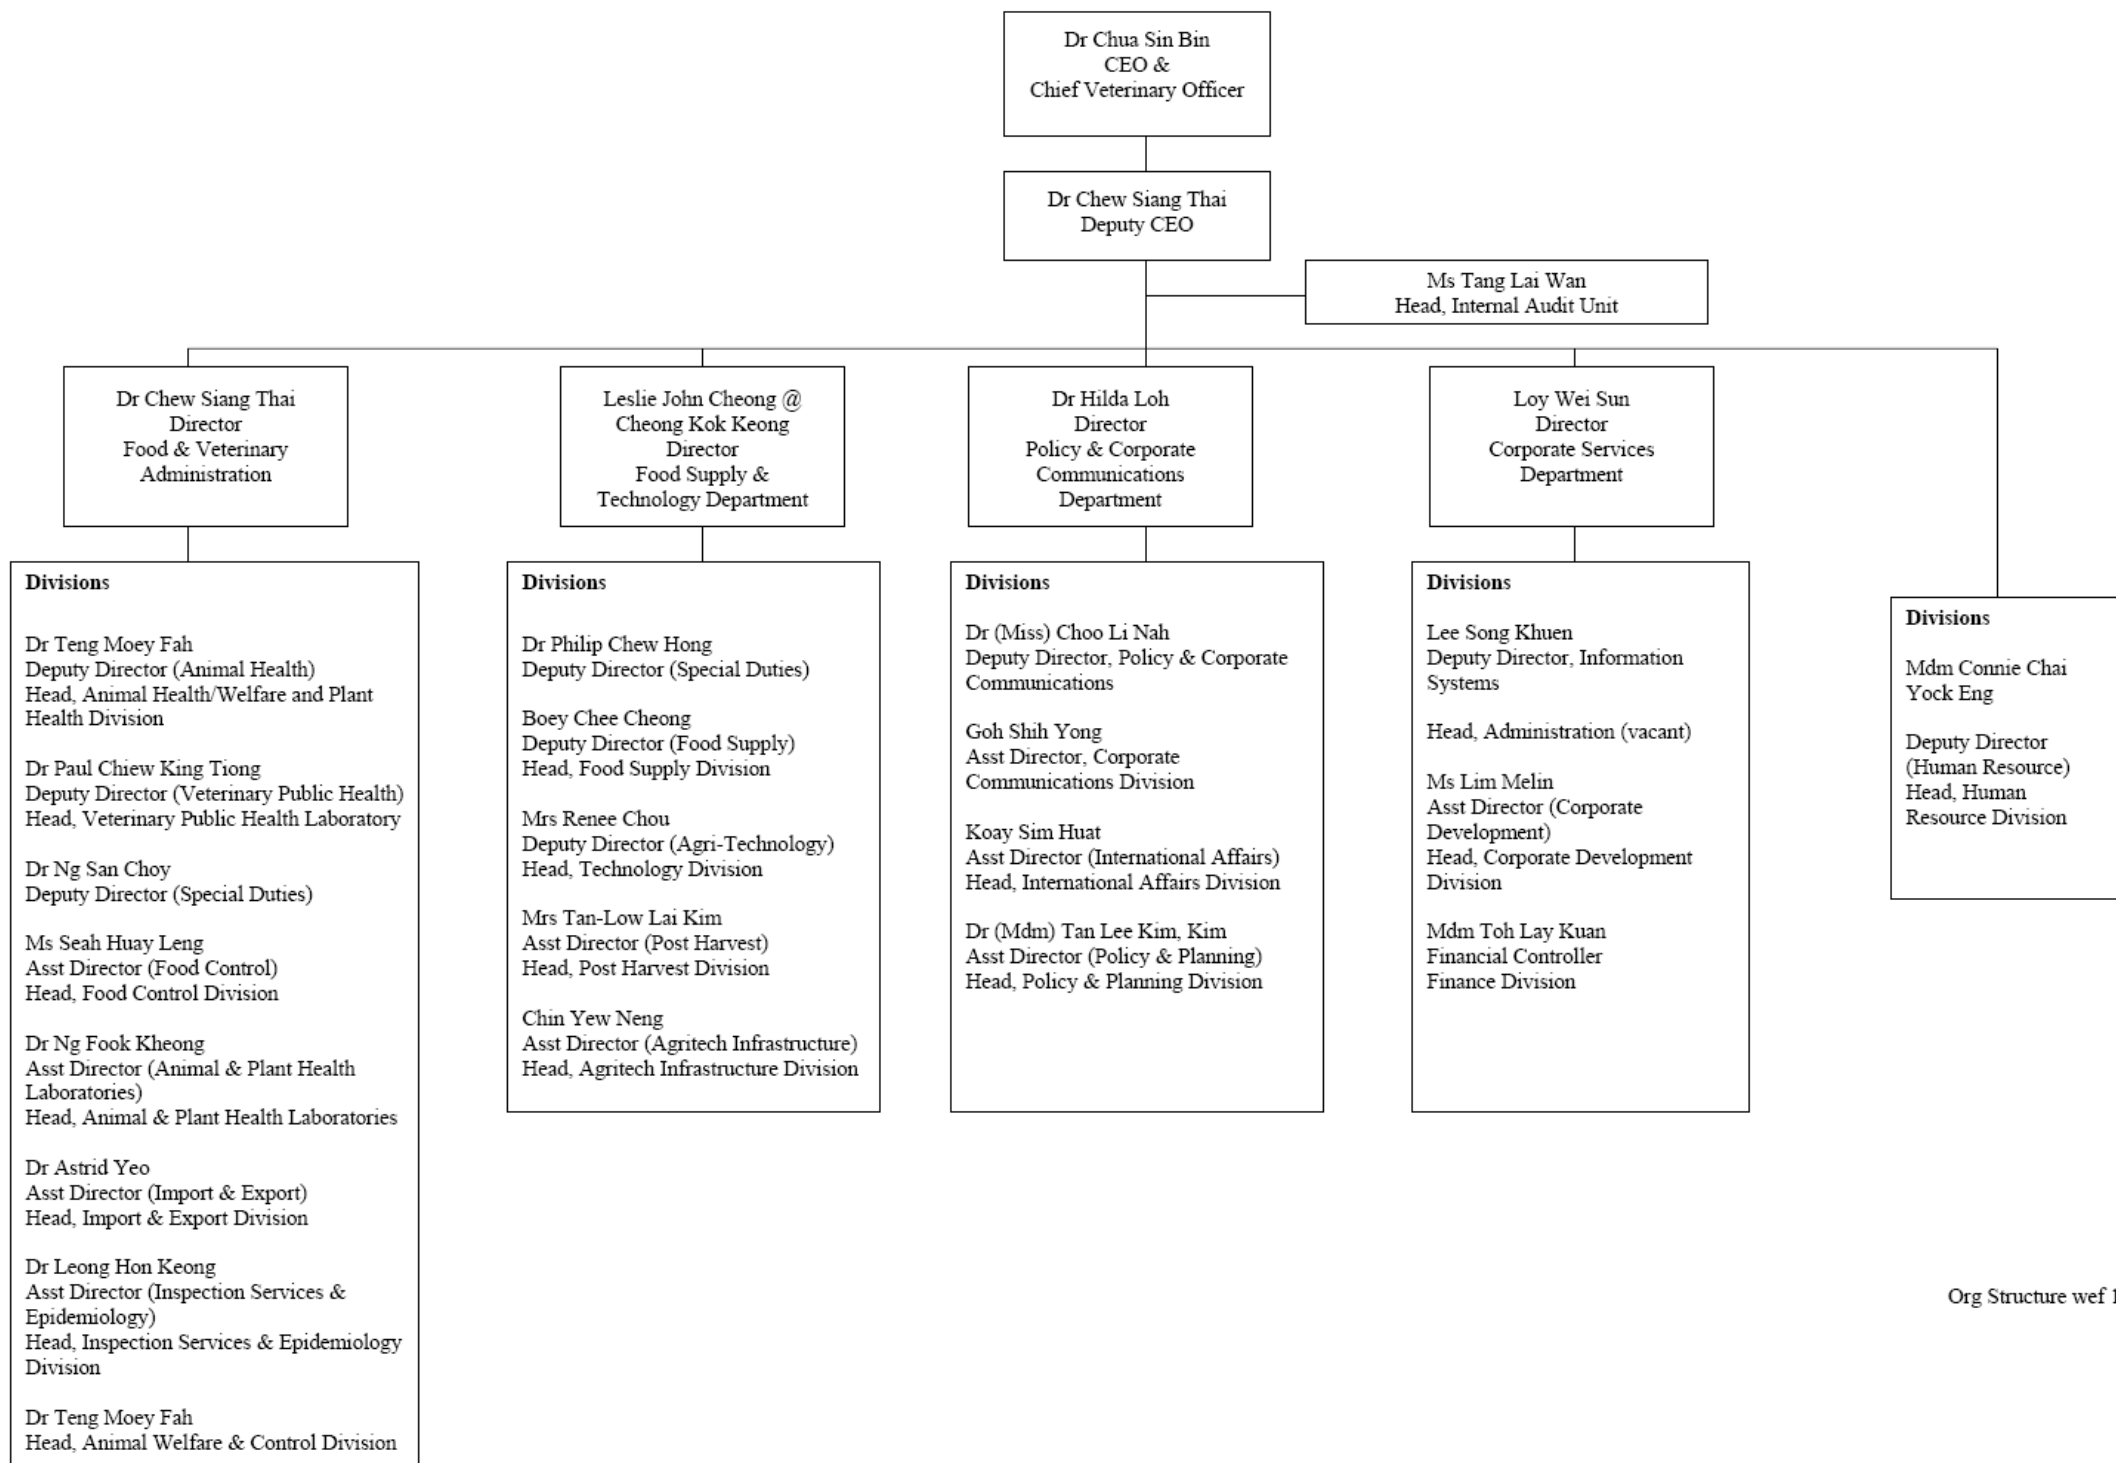 Dr Chua Sin Bin
CEO &
Chief Veterinary Officer
Dr Chew Siang Thai
Deputy CEO
Ms Tang Lai Wan
Head, Internal Audit Unit
Dr Chew Siang Thai
Director
Food & Veterinary
Administration
Leslie John Cheong @
Cheong Kok Keong
Director
Food Supply &
Technology Department
Dr Hilda Loh
Director
Policy & Corporate
Communications
Department
Loy Wei Sun
Director
Corporate Services
Department
Divisions
Dr Teng Moey Fah
Deputy Director (Animal Health)
Head, Animal Health/Welfare and Plant
Health Division
Dr Paul Chiew King Tiong
Deputy Director (Veterinary Public Health)
Head, Veterinary Public Health Laboratory
Dr Ng San Choy
Deputy Director (Special Duties)
Ms Seah Huay Leng
Asst Director (Food Control)
Head, Food Control Division
Dr Ng Fook Kheong
Asst Director (Animal & Plant Health
Laboratories)
Head, Animal & Plant Health Laboratories
Dr Astrid Yeo
Asst Director (Import & Export)
Head, Import & Export Division
Dr Leong Hon Keong
Asst Director (Inspection Services &
Epidemiology)
Head, Inspection Services & Epidemiology
Division
Dr Teng Moey Fah
Head, Animal Welfare & Control Division
Divisions
Dr Philip Chew Hong
Deputy Director (Special Duties)
Boey Chee Cheong
Deputy Director (Food Supply)
Head, Food Supply Division
Mrs Renee Chou
Deputy Director (Agri-Technology)
Head, Technology Division
Mrs Tan-Low Lai Kim
Asst Director (Post Harvest)
Head, Post Harvest Division
Chin Yew Neng
Asst Director (Agritech Infrastructure)
Head, Agritech Infrastructure Division
Divisions
Dr (Miss) Choo Li Nah
Deputy Director, Policy & Corporate
Communications
Goh Shih Yong
Asst Director, Corporate
Communications Division
Koay Sim Huat
Asst Director (International Affairs)
Head, International Affairs Division
Dr (Mdm) Tan Lee Kim, Kim
Asst Director (Policy & Planning)
Head, Policy & Planning Division
Divisions
Lee Song Khuen
Deputy Director, Information
Systems
Head, Administration (vacant)
Ms Lim Melin
Asst Director (Corporate
Development)
Head, Corporate Development
Division
Mdm Toh Lay Kuan
Financial Controller
Finance Division
Divisions
Mdm Connie Chai
Yock Eng
Deputy Director
(Human Resource)
Head, Human
Resource Division
Org Structure wef 1